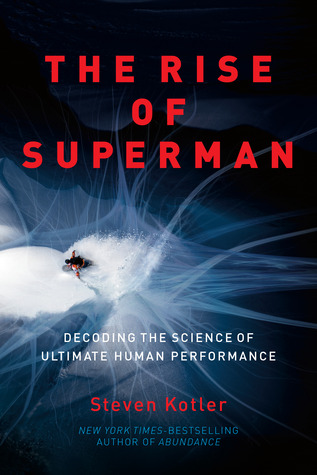 THE RISE
OF
SUPERMAN
DECODING THE SCIENCE OF
ULTIMATE HUMAN PERFORMANCE
Steven Kotler
NEW YORK TIMES-BESTSELLING
AUTHOR OF ABUNDANCE